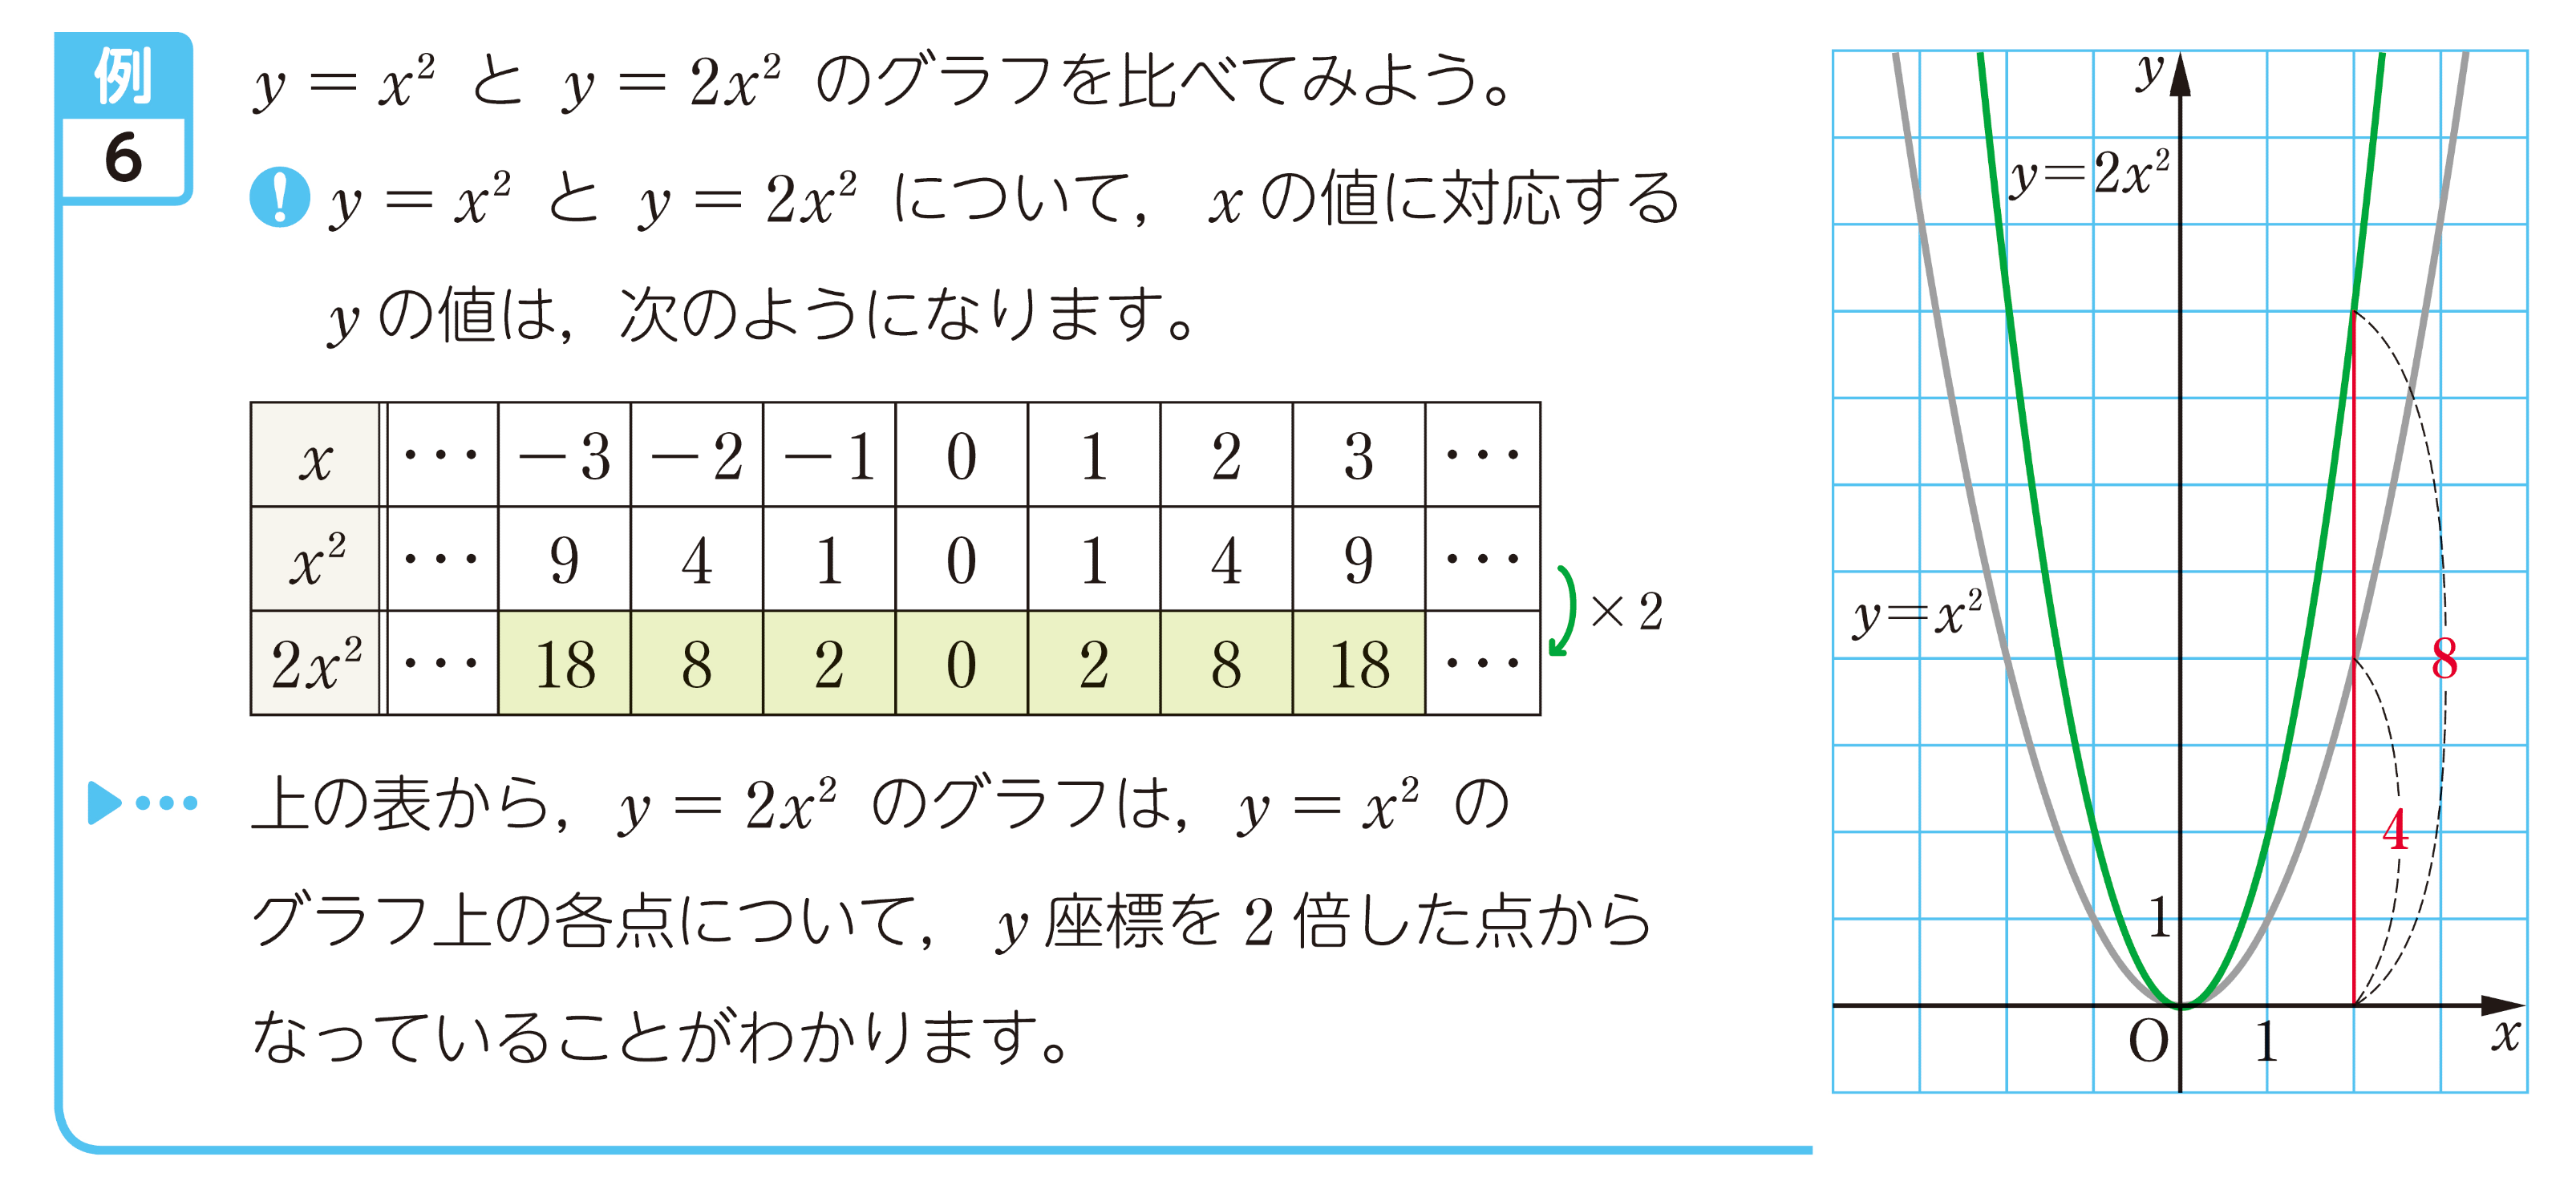 例
6
y = x² と y = 2x² のグラフを比べてみよう。
! y = x² と y = 2x² について， x の値に対応する
y の値は，次のようになります。
x … −3 −2 −1 0 1 2 3 …
x² … 9 4 1 0 1 4 9 …
2x² … 18 8 2 0 2 8 18 …
×2
上の表から， y = 2x² のグラフは， y = x² の
グラフ上の各点について， y 座標を 2 倍した点から
なっていることがわかります。
y
y=2x²
y=x²
8
4
1
O 1 x